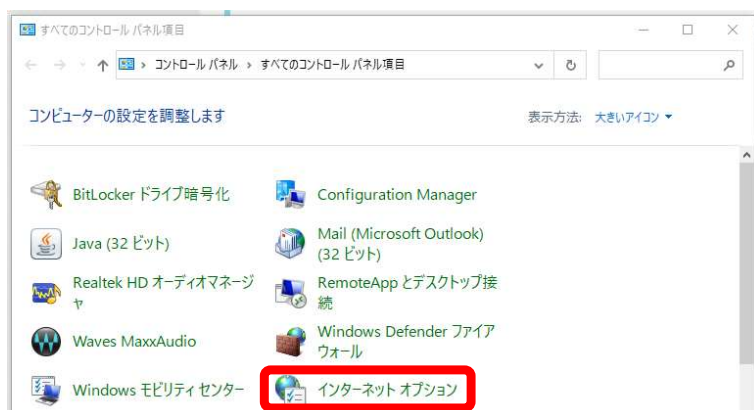 すべてのコントロール パネル項目
コントロール パネル › すべてのコントロール パネル項目
コンピューターの設定を調整します
表示方法: 大きいアイコン
BitLocker ドライブ暗号化
Configuration Manager
Java (32 ビット)
Mail (Microsoft Outlook)
(32 ビット)
Realtek HD オーディオマネージ
ャ
RemoteApp とデスクトップ接
続
Waves MaxxAudio
Windows Defender ファイア
ウォール
Windows モビリティ センター
インターネット オプション